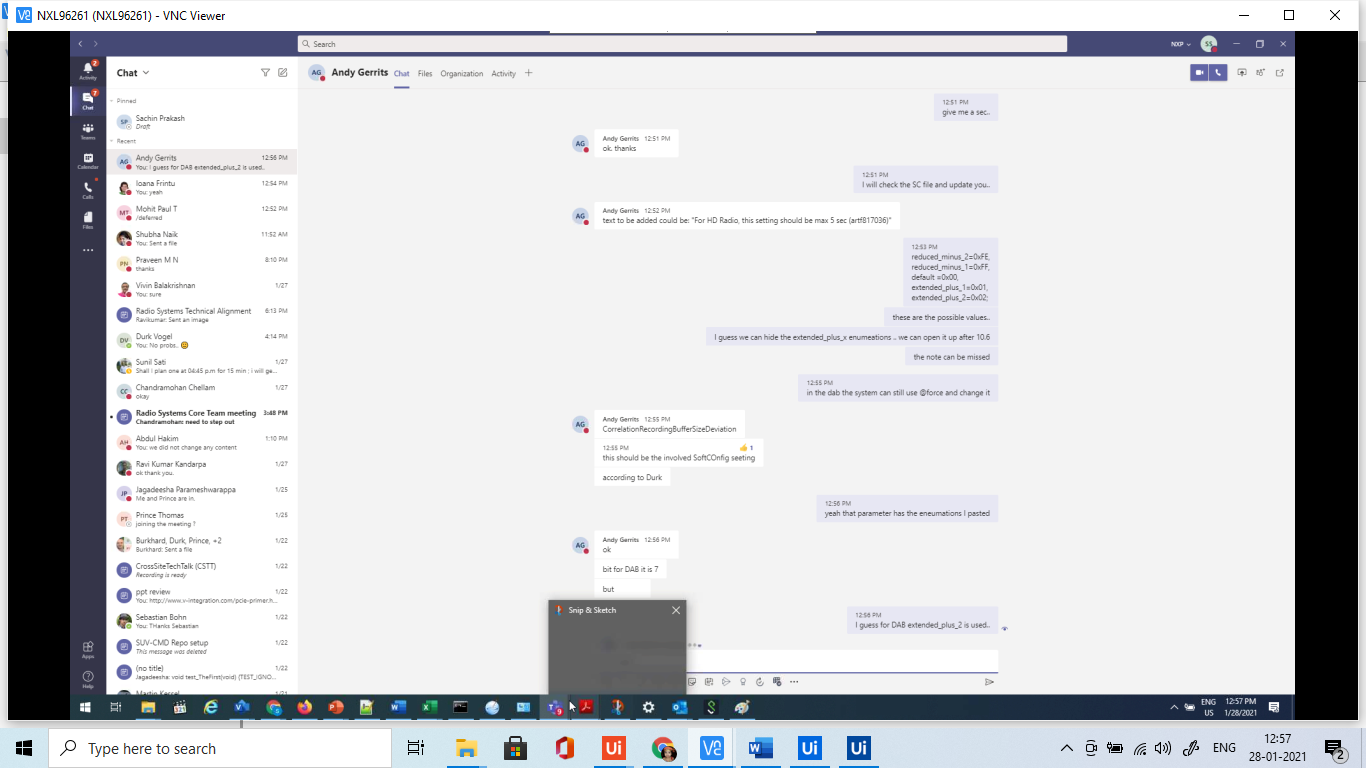 NXL96261 (NXL96261) - VNC Viewer
Search
NXP
SS
Activity
2
Chat
7
Teams
Calendar
Calls
Files
Apps
Help
Chat
Pinned
SP
Sachin Prakash
Draft
Recent
AG
Andy Gerrits 12:56 PM
You: I guess for DAB extended_plus_2 is used..
Ioana Frintu 12:54 PM
You: yeah
MT
Mohit Paul T 12:52 PM
/deferred
Shubha Naik 11:52 AM
You: Sent a file
PN
Praveen M N 8:10 PM
thanks
Vivin Balakrishnan 1/27
You: sure
Radio Systems Technical Alignment 6:13 PM
Ravikumar: Sent an image
DV
Durk Vogel 4:14 PM
You: No probs..
Sunil Sati 1/27
Shall I plan one at 04:45 p.m for 15 min ; i will ge...
CC
Chandramohan Chellam 1/27
okay
Radio Systems Core Team meeting 3:48 PM
Chandramohan: need to step out
AH
Abdul Hakim 1:10 PM
You: we did not change any content
Ravi Kumar Kandarpa 1/27
ok thank you.
JP
Jagadeesha Parameshwarappa 1/25
Me and Prince are in.
PT
Prince Thomas 1/25
joining the meeting ?
Burkhard, Durk, Prince, +2 1/22
Burkhard: Sent a file
CrossSiteTechTalk (CSTT) 1/22
Recording is ready
ppt review 1/22
You: http://www.v-integration.com/pcie-primer.h...
Sebastian Bohn 1/22
You: THanks Sebastian
SUV-CMD Repo setup 1/22
This message was deleted
(no title) 1/22
Jagadeesha: void test_TheFirst(void) {TEST_IGNO...
Martin Kessel 1/21
AG
Andy Gerrits Chat Files Organization Activity
12:51 PM
give me a sec..
AG
Andy Gerrits 12:51 PM
ok. thanks
12:51 PM
I will check the SC file and update you..
AG
Andy Gerrits 12:52 PM
text to be added could be: "For HD Radio, this setting should be max 5 sec (artf817036)"
12:53 PM
reduced_minus_2=0xFE,
reduced_minus_1=0xFF,
default =0x00,
extended_plus_1=0x01,
extended_plus_2=0x02;
these are the possible values..
I guess we can hide the extended_plus_x enumeations .. we can open it up after 10.6
the note can be missed
12:55 PM
in the dab the system can still use @force and change it
AG
Andy Gerrits 12:55 PM
CorrelationRecordingBufferSizeDeviation
12:55 PM 1
this should be the involved SoftCOnfig seeting
according to Durk
12:56 PM
yeah that parameter has the eneumations I pasted
AG
Andy Gerrits 12:56 PM
ok
bit for DAB it is 7
but
12:56 PM
I guess for DAB extended_plus_2 is used..
Snip & Sketch
ENG
US
12:57 PM
1/28/2021
Type here to search
ENG
12:57
28-01-2021
2